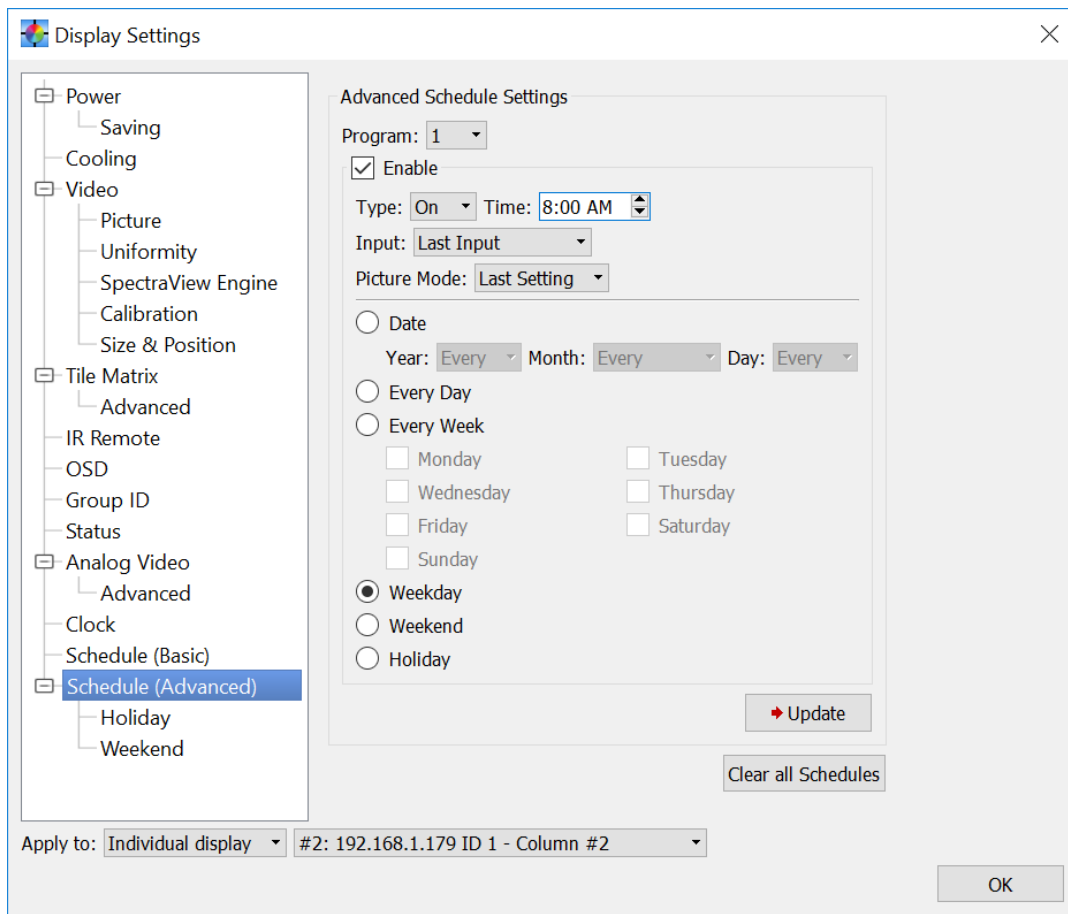 Display Settings
Power
Saving
Cooling
Video
Picture
Uniformity
SpectraView Engine
Calibration
Size & Position
Tile Matrix
Advanced
IR Remote
OSD
Group ID
Status
Analog Video
Advanced
Clock
Schedule (Basic)
Schedule (Advanced)
Holiday
Weekend
Advanced Schedule Settings
Program: 1
Enable
Type: On Time: 8:00 AM
Input: Last Input
Picture Mode: Last Setting
Date
Year: Every Month: Every Day: Every
Every Day
Every Week
Monday Tuesday
Wednesday Thursday
Friday Saturday
Sunday
Weekday
Weekend
Holiday
Update
Clear all Schedules
Apply to: Individual display #2: 192.168.1.179 ID 1 - Column #2
OK